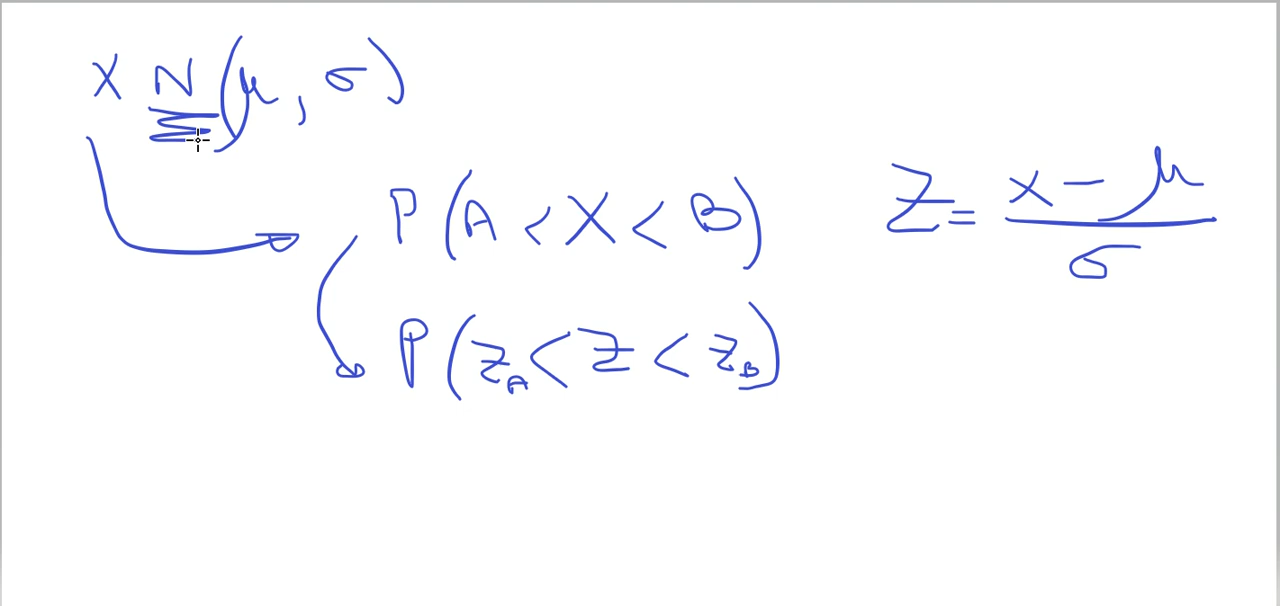 X N(μ, σ)
P(A < X < B)
Z = x - μ / σ
P(z_A < Z < z_B)